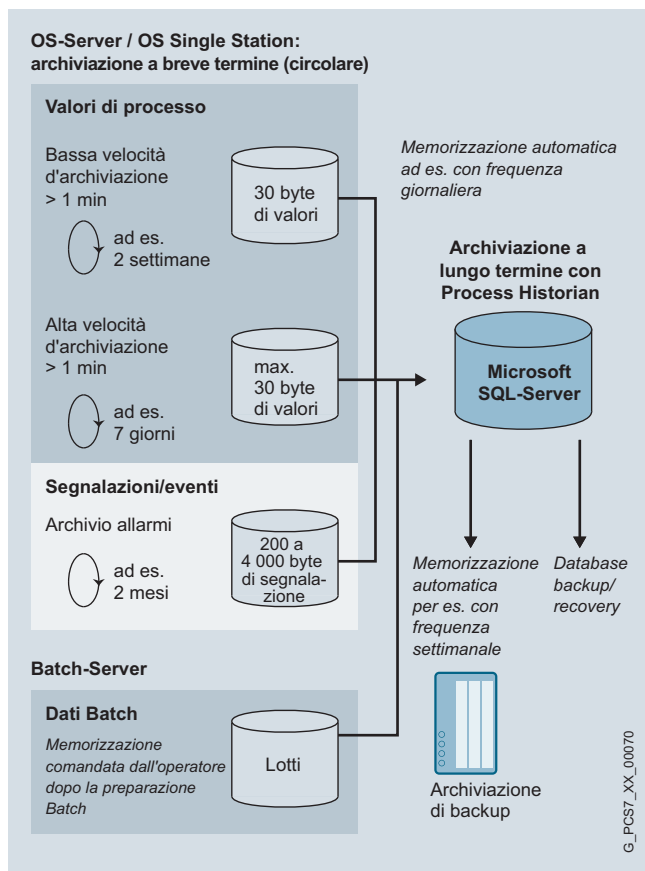 OS-Server / OS Single Station:
archiviazione a breve termine (circolare)
Valori di processo
Bassa velocità
d'archiviazione
> 1 min
ad es.
2 settimane
30 byte
di valori
Alta velocità
d'archiviazione
> 1 min
ad es.
7 giorni
max.
30 byte
di valori
Segnalazioni/eventi
Archivio allarmi
ad es.
2 mesi
200 a
4 000 byte
di segnala-
zione
Batch-Server
Dati Batch
Memorizzazione
comandata dall'operatore
dopo la preparazione
Batch
Lotti
Memorizzazione automatica
ad es. con frequenza
giornaliera
Archiviazione a
lungo termine con
Process Historian
Microsoft
SQL-Server
Memorizzazione
automatica
per es. con
frequenza
settimanale
Database
backup/
recovery
Archiviazione
di backup
G_PCS7_XX_00070